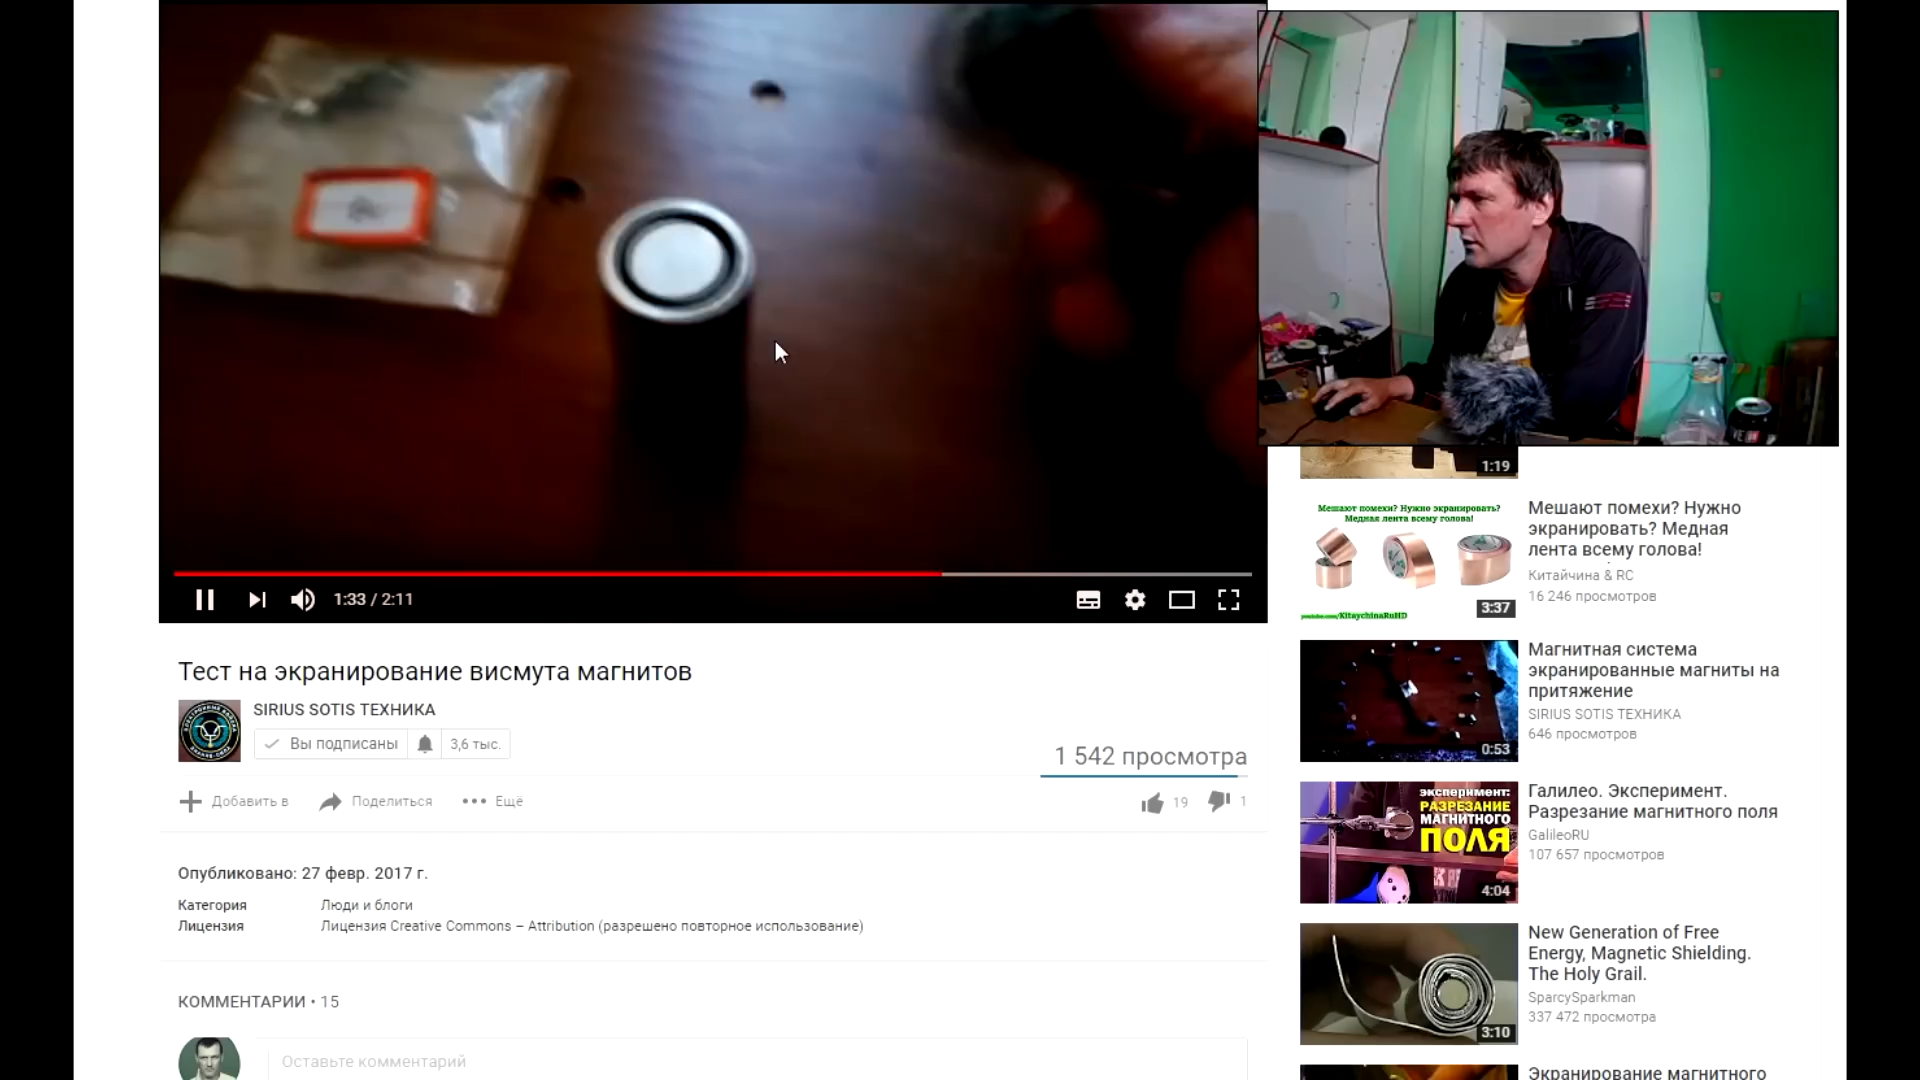 1:33 / 2:11
Тест на экранирование висмута магнитов
SIRIUS SOTIS ТЕХНИКА
Вы подписаны
3,6 тыс.
1 542 просмотра
Добавить в
Поделиться
Ещё
19
1
Опубликовано: 27 февр. 2017 г.
Категория
Люди и блоги
Лицензия
Лицензия Creative Commons – Attribution (разрешено повторное использование)
КОММЕНТАРИИ • 15
Оставьте комментарий
1:19
Мешают помехи? Нужно экранировать?
Медная лента всему голова!
youtube.com/KitaychinaRuHD
3:37
Мешают помехи? Нужно
экранировать? Медная
лента всему голова!
Китайчина & RC
16 246 просмотров
0:53
Магнитная система
экранированные магниты на
притяжение
SIRIUS SOTIS ТЕХНИКА
646 просмотров
эксперимент:
РАЗРЕЗАНИЕ
МАГНИТНОГО
ПОЛЯ
4:04
Галилео. Эксперимент.
Разрезание магнитного поля
GalileoRU
107 657 просмотров
3:10
New Generation of Free
Energy, Magnetic Shielding.
The Holy Grail.
SparcySparkman
337 472 просмотра
Экранирование магнитного